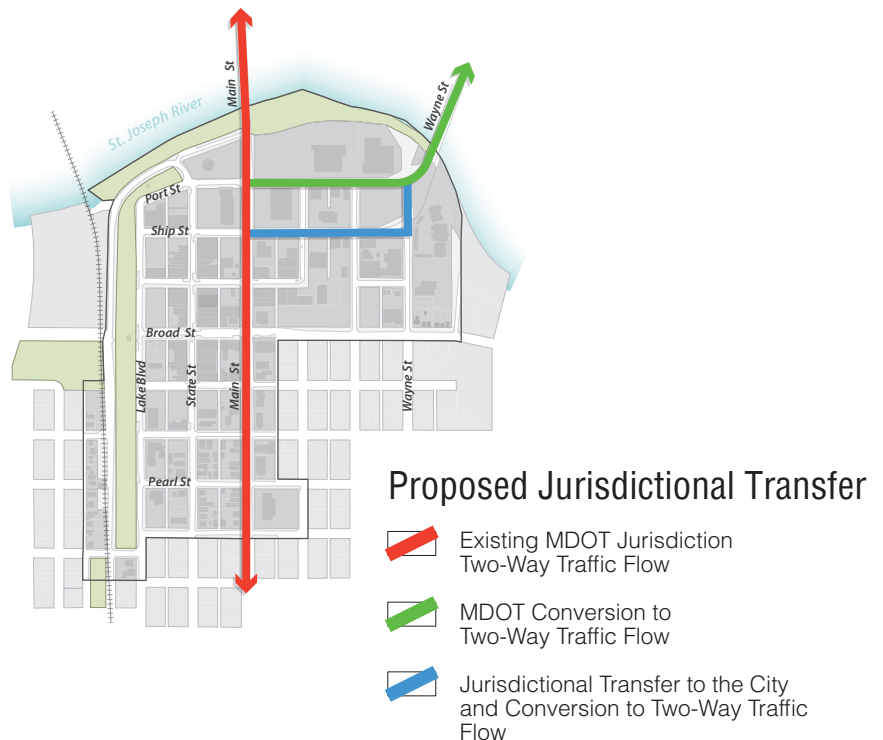 Main St
Wayne St
St. Joseph River
Port St
Ship St
Broad St
Lake Blvd
State St
Main St
Wayne St
Pearl St
Proposed Jurisdictional Transfer
Existing MDOT Jurisdiction
Two-Way Traffic Flow
MDOT Conversion to
Two-Way Traffic Flow
Jurisdictional Transfer to the City
and Conversion to Two-Way Traffic
Flow